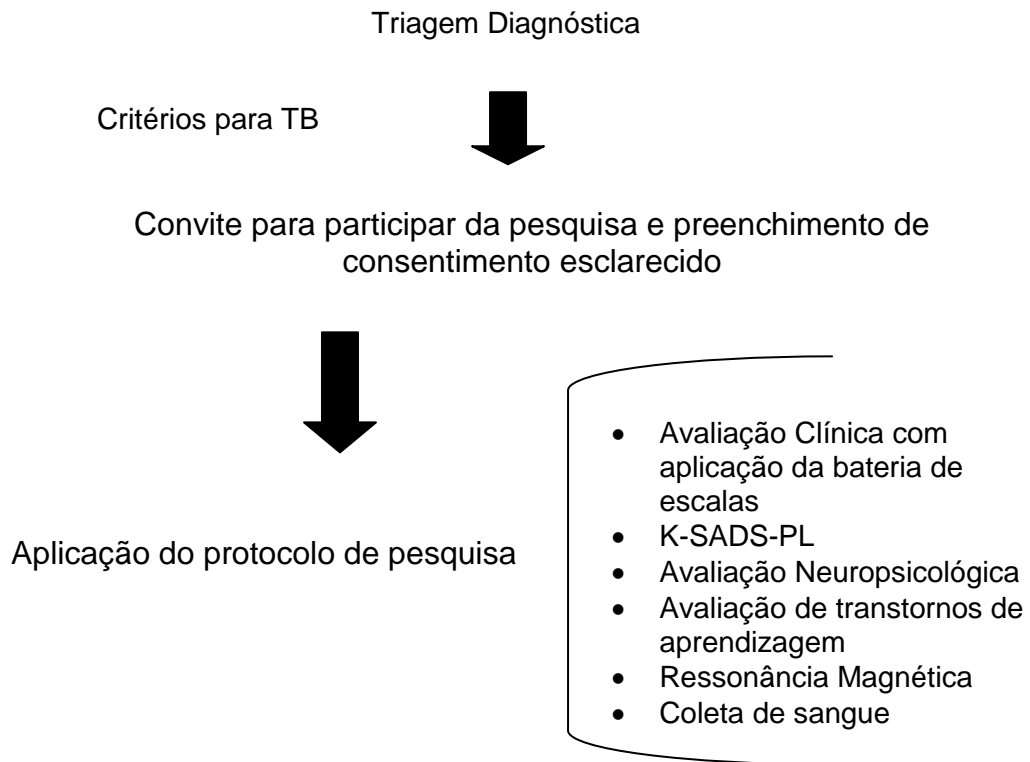 Triagem Diagnóstica
Critérios para TB
Convite para participar da pesquisa e preenchimento de
consentimento esclarecido
Aplicação do protocolo de pesquisa
• Avaliação Clínica com
aplicação da bateria de
escalas
• K-SADS-PL
• Avaliação Neuropsicológica
• Avaliação de transtornos de
aprendizagem
• Ressonância Magnética
• Coleta de sangue